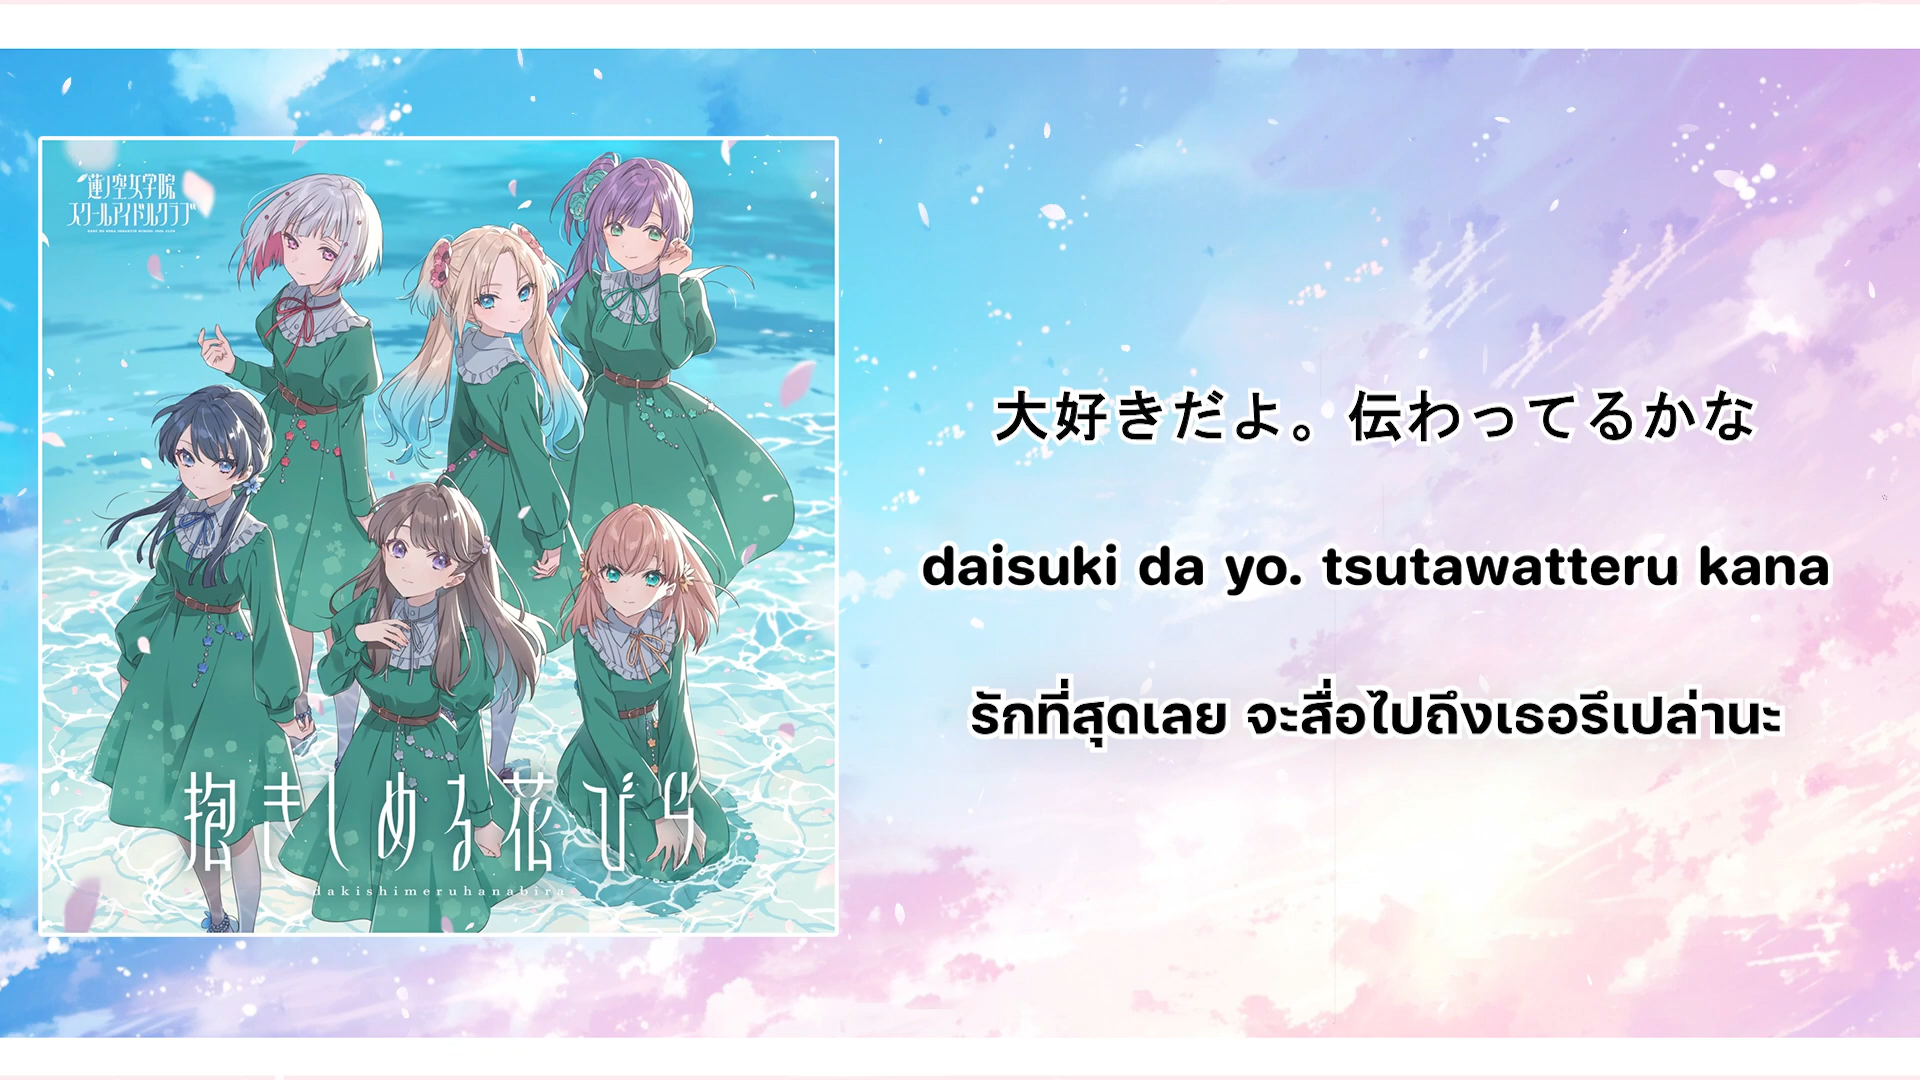 蓮ノ空女学院
スクールアイドルクラブ
抱きしめる花びら
dakishimeruhanabira
大好きだよ。伝わってるかな
daisuki da yo. tsutawatteru kana
รักที่สุดเลย จะสื่อไปถึงเธอรึเปล่านะ